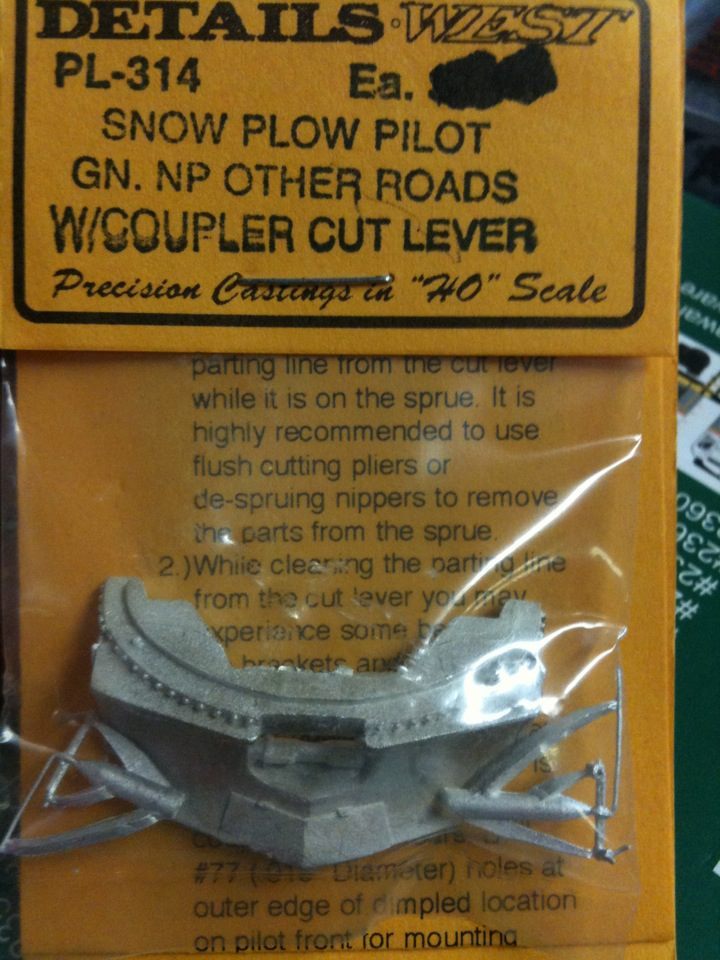 DETAILS WEST
PL-314 Ea.
SNOW PLOW PILOT
GN. NP OTHER ROADS
W/COUPLER CUT LEVER
Precision Castings in "HO" Scale
parting line from the cut lever
while it is on the sprue. It is
highly recommended to use
flush cutting pliers or
de-spruing nippers to remove
the parts from the sprue.
2.)While cleaning the parting line
from the cut lever you may
experience some
brackets and
is
#77 ( Diameter) holes at
outer edge of dimpled location
on pilot front for mounting